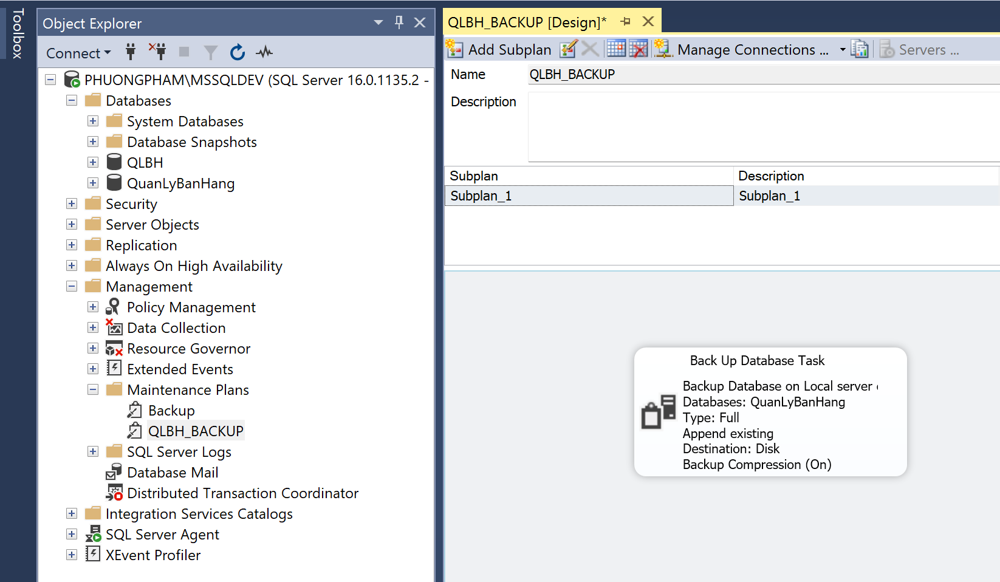 Toolbox
Object Explorer
Connect
PHUONGPHAM\MSSQLDEV (SQL Server 16.0.1135.2 -
Databases
System Databases
Database Snapshots
QLBH
QuanLyBanHang
Security
Server Objects
Replication
Always On High Availability
Management
Policy Management
Data Collection
Resource Governor
Extended Events
Maintenance Plans
Backup
QLBH_BACKUP
SQL Server Logs
Database Mail
Distributed Transaction Coordinator
Integration Services Catalogs
SQL Server Agent
XEvent Profiler
QLBH_BACKUP [Design]*
Add Subplan Manage Connections ... Servers ...
Name QLBH_BACKUP
Description
Subplan Description
Subplan_1 Subplan_1
Back Up Database Task
Backup Database on Local server
Databases: QuanLyBanHang
Type: Full
Append existing
Destination: Disk
Backup Compression (On)